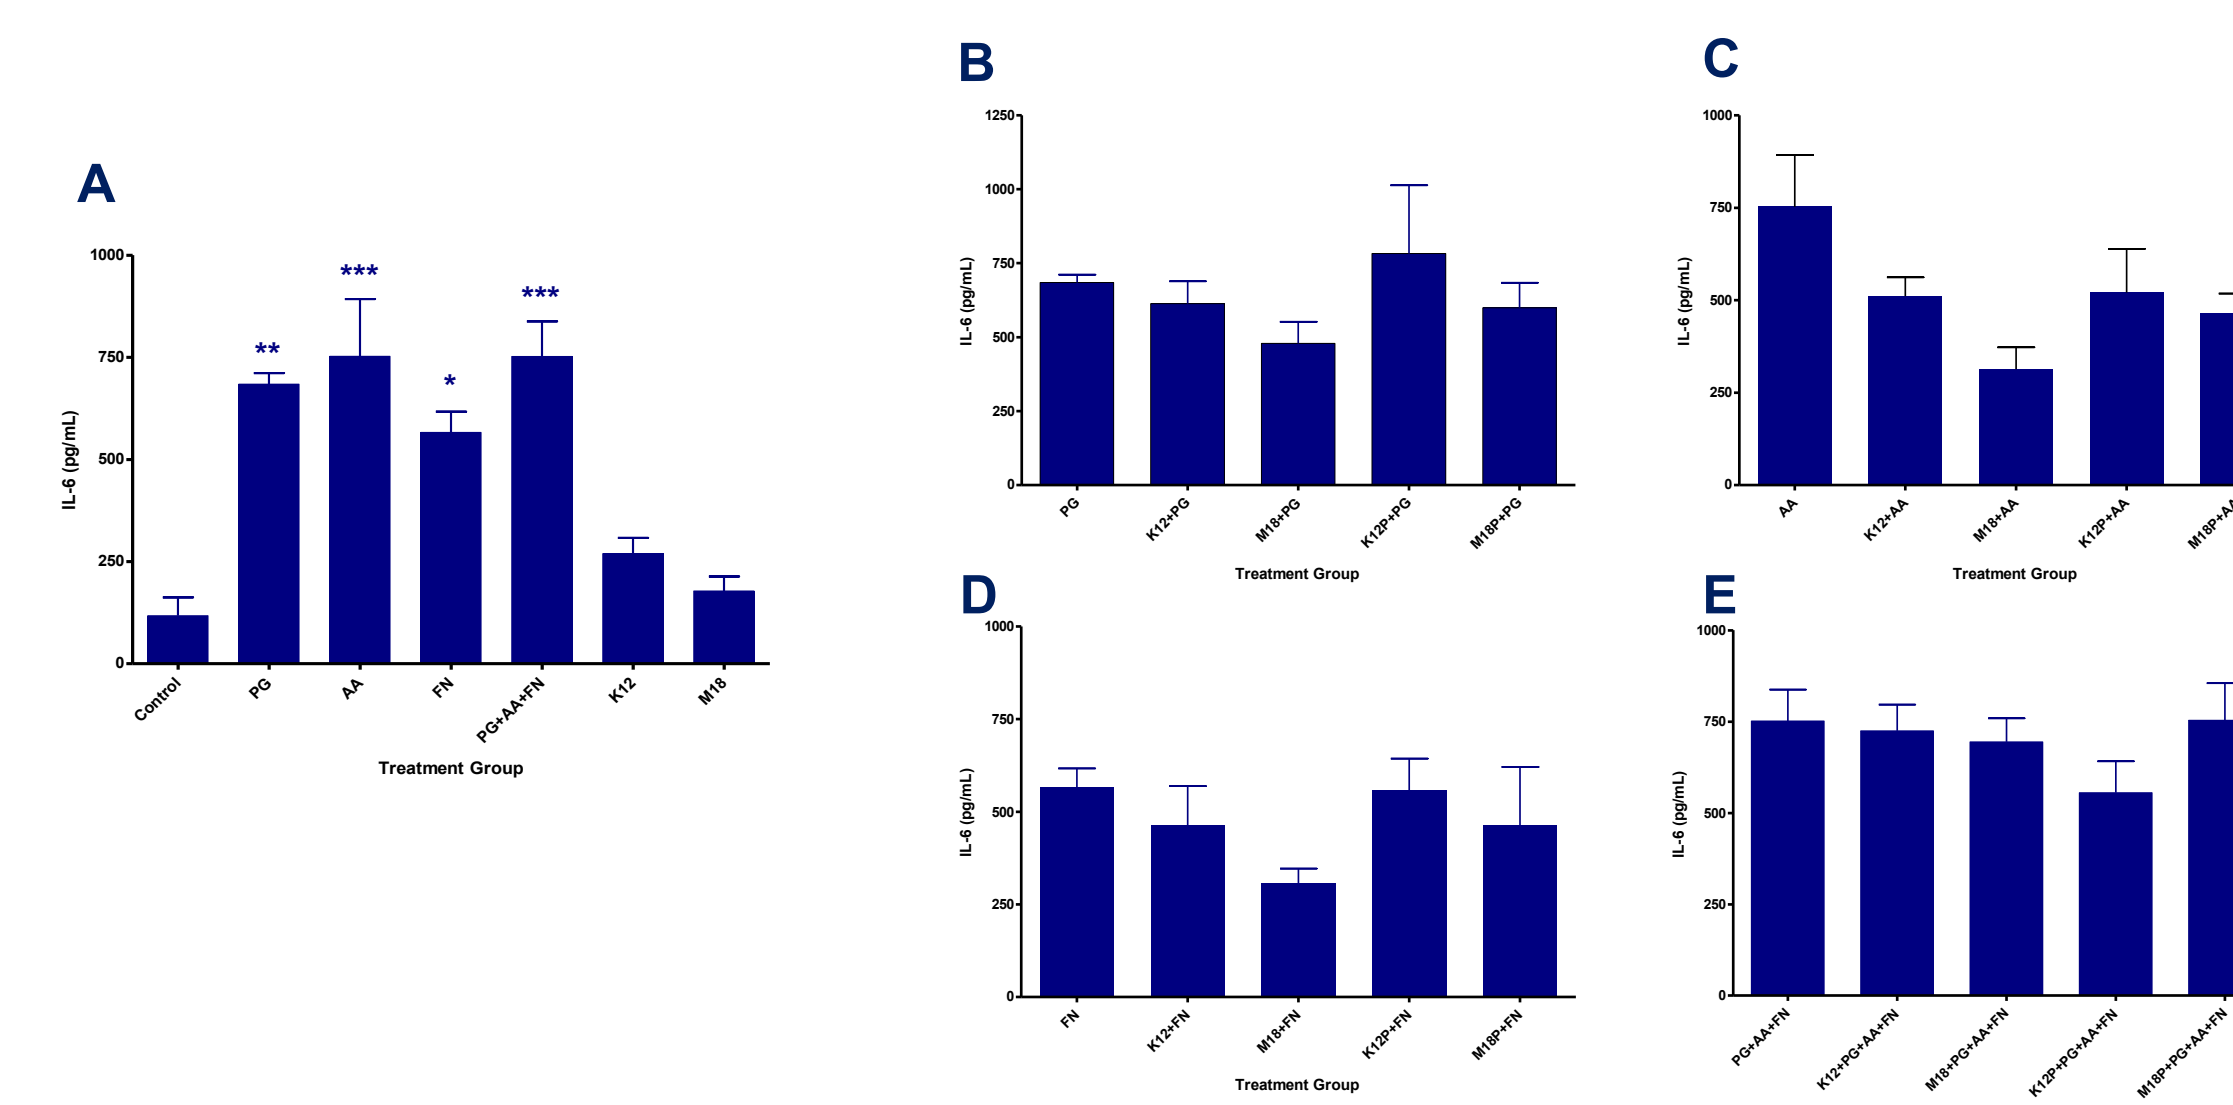 A
1000
750
500
250
0
IL-6 (pg/mL)
**
***
*
***
Control
PG
AA
FN
PG+AA+FN
K12
M18
Treatment Group
B
1250
1000
750
500
250
0
IL-6 (pg/mL)
PG
K12+PG
M18+PG
K12P+PG
M18P+PG
Treatment Group
C
1000
750
500
250
0
IL-6 (pg/mL)
AA
K12+AA
M18+AA
K12P+AA
M18P+AA
Treatment Group
D
1000
750
500
250
0
IL-6 (pg/mL)
FN
K12+FN
M18+FN
K12P+FN
M18P+FN
Treatment Group
E
1000
750
500
250
0
IL-6 (pg/mL)
PG+AA+FN
K12+PG+AA+FN
M18+PG+AA+FN
K12P+PG+AA+FN
M18P+PG+AA+FN